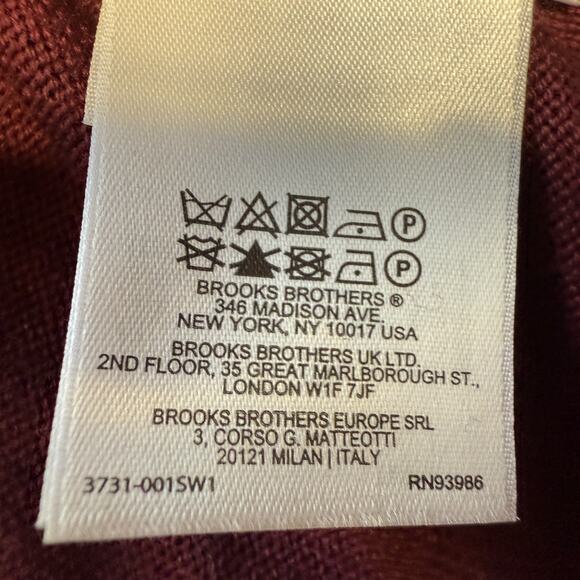 P
P
BROOKS BROTHERS ®
346 MADISON AVE.
NEW YORK, NY 10017 USA
BROOKS BROTHERS UK LTD.
2ND FLOOR, 35 GREAT MARLBOROUGH ST.,
LONDON W1F 7JF
BROOKS BROTHERS EUROPE SRL
3, CORSO G. MATTEOTTI
20121 MILAN | ITALY
3731-001SW1 RN93986